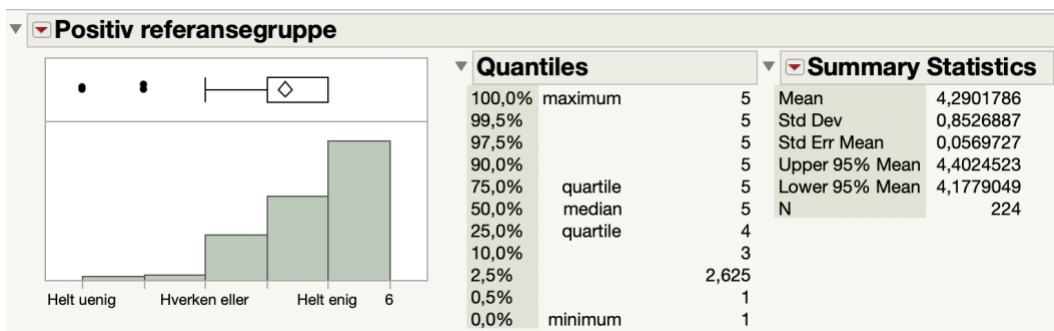 Positiv referansegruppe
Helt uenig Hverken eller Helt enig 6
Quantiles
100,0% maximum 5
99,5% 5
97,5% 5
90,0% 5
75,0% quartile 5
50,0% median 5
25,0% quartile 4
10,0% 3
2,5% 2,625
0,5% 1
0,0% minimum 1
Summary Statistics
Mean 4,2901786
Std Dev 0,8526887
Std Err Mean 0,0569727
Upper 95% Mean 4,4024523
Lower 95% Mean 4,1779049
N 224